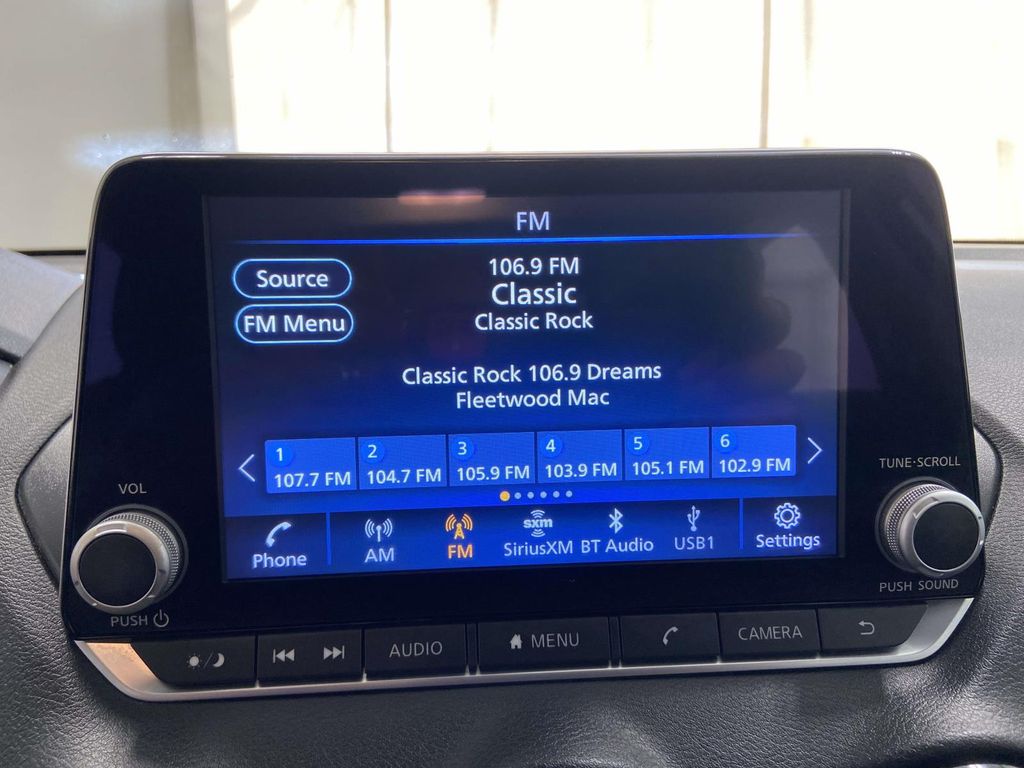 FM
Source
106.9 FM
Classic
FM Menu
Classic Rock
Classic Rock 106.9 Dreams
Fleetwood Mac
1 2 3 4 5 6
107.7 FM 104.7 FM 105.9 FM 103.9 FM 105.1 FM 102.9 FM
VOL
TUNE·SCROLL
sxm
Phone AM FM SiriusXM BT Audio USB1 Settings
PUSH
PUSH SOUND
AUDIO MENU CAMERA